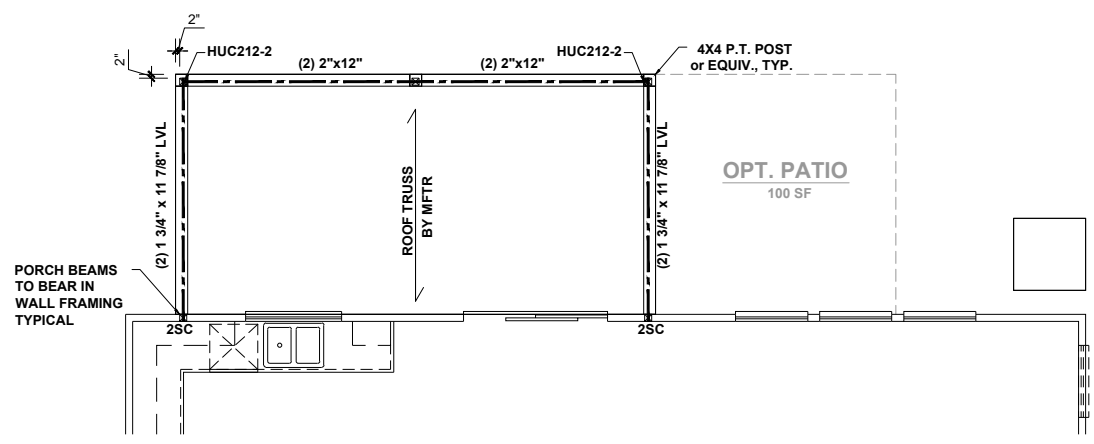 2"
2"
HUC212-2
(2) 2"x12"
(2) 2"x12"
HUC212-2
4X4 P.T. POST
or EQUIV., TYP.
(2) 1 3/4" x 11 7/8" LVL
ROOF TRUSS
BY MFTR
(2) 1 3/4" x 11 7/8" LVL
OPT. PATIO
100 SF
PORCH BEAMS
TO BEAR IN
WALL FRAMING
TYPICAL
2SC
2SC